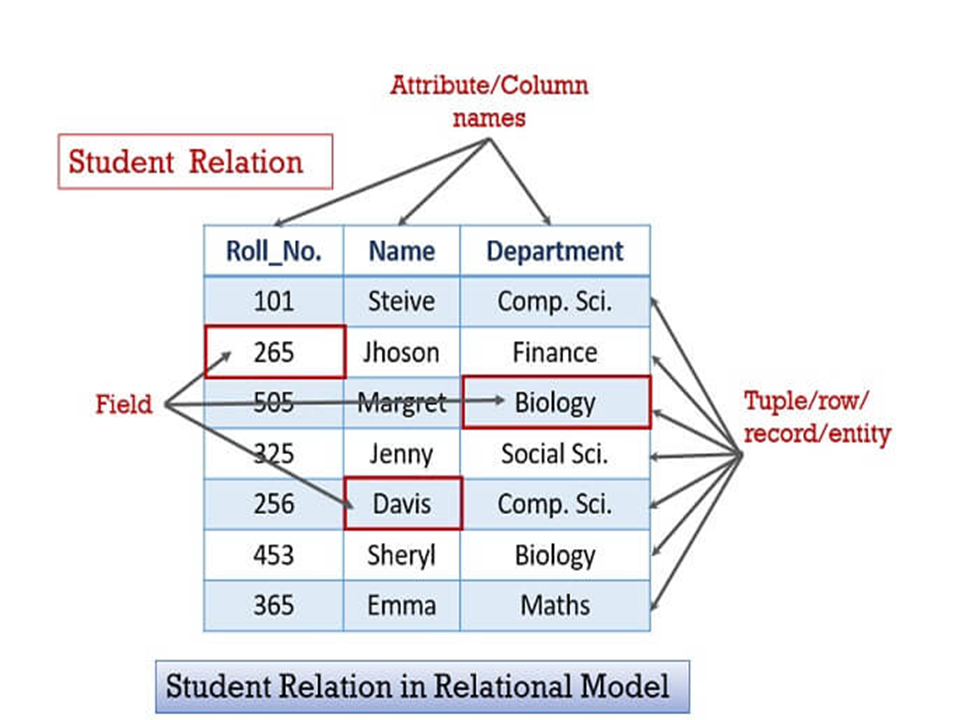 Attribute/Column
names
Student Relation
Roll_No. Name Department
101 Steive Comp. Sci.
265 Jhoson Finance
505 Margret Biology
325 Jenny Social Sci.
256 Davis Comp. Sci.
453 Sheryl Biology
365 Emma Maths
Field
Tuple/row/
record/entity
Student Relation in Relational Model